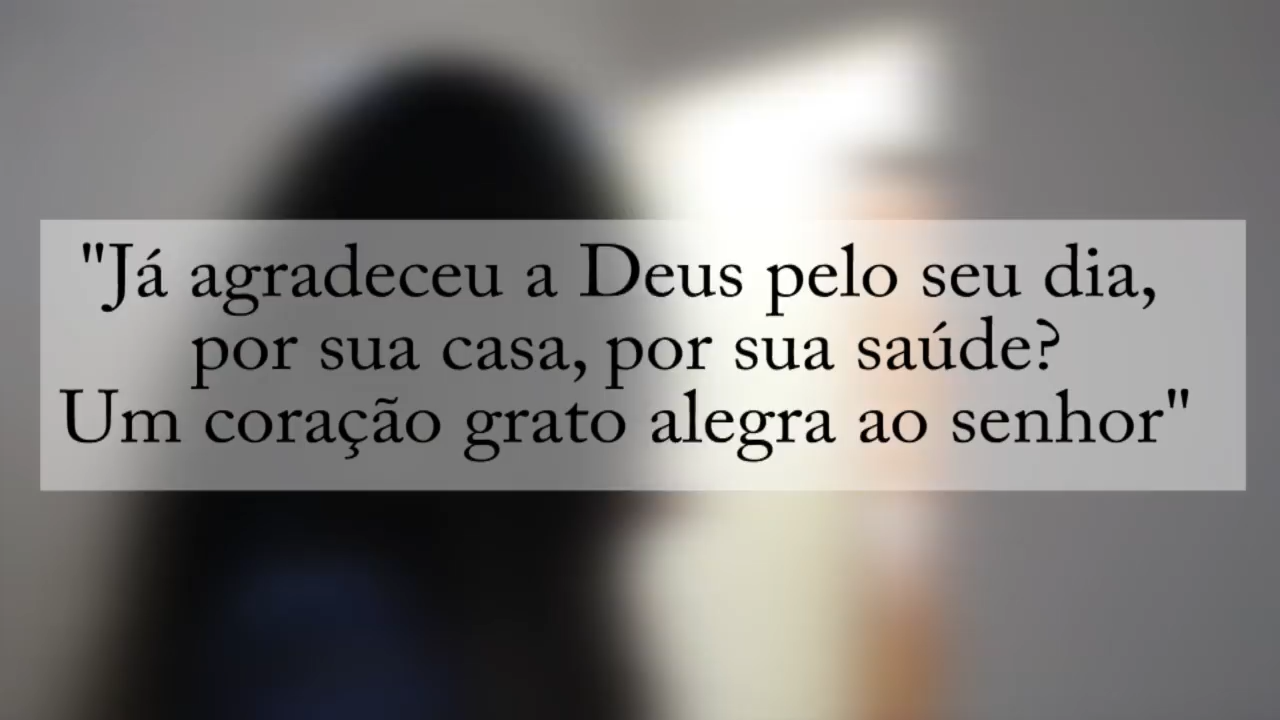 "Já agradeceu a Deus pelo seu dia,
por sua casa, por sua saúde?
Um coração grato alegra ao senhor"